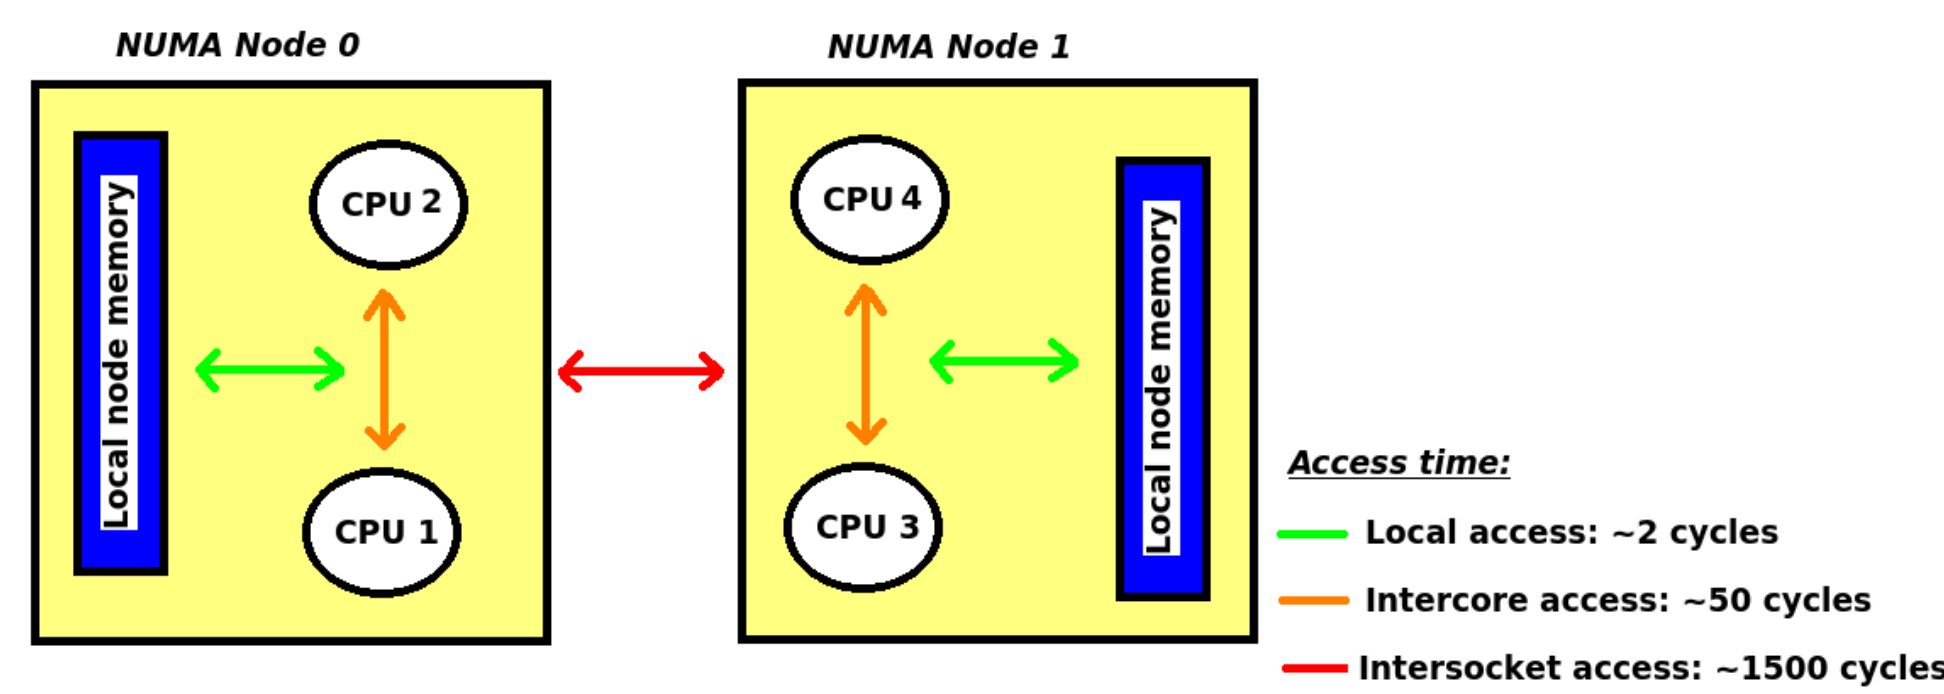 NUMA Node 0
NUMA Node 1
Local node memory
CPU 2
CPU 1
CPU 4
CPU 3
Local node memory
Access time:
Local access: ~2 cycles
Intercore access: ~50 cycles
Intersocket access: ~1500 cycles